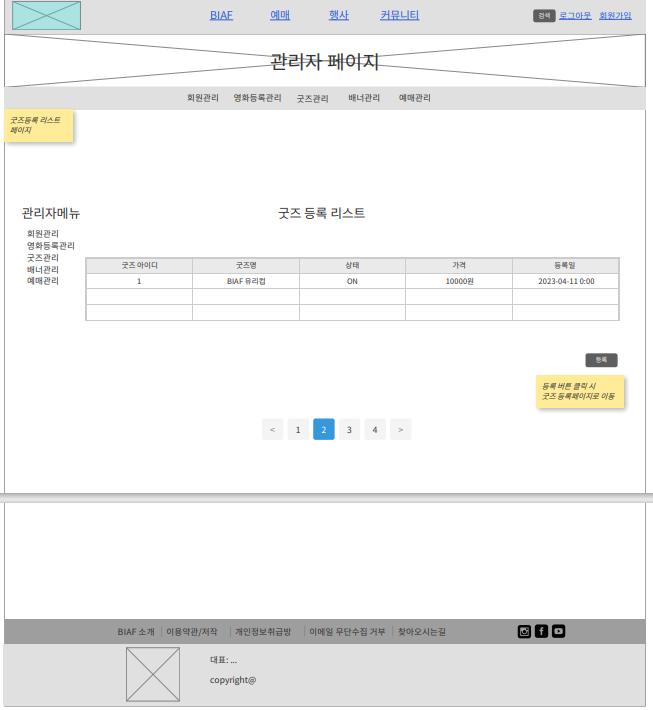 BIAF 예매 행사 커뮤니티 검색 로그아웃 회원가입
관리자 페이지
회원관리 영화등록관리 굿즈관리 배너관리 예매관리
굿즈등록 리스트
페이지
관리자메뉴
회원관리
영화등록관리
굿즈관리
배너관리
예매관리
굿즈 등록 리스트
굿즈 아이디 굿즈명 상태 가격 등록일
1 BIAF 유리컵 ON 10000원 2023-04-11 0:00
등록
등록 버튼 클릭 시
굿즈 등록페이지로 이동
< 1 2 3 4 >
BIAF 소개 이용약관/저작 개인정보취급방 이메일 무단수집 거부 찾아오시는길
대표: ...
copyright@